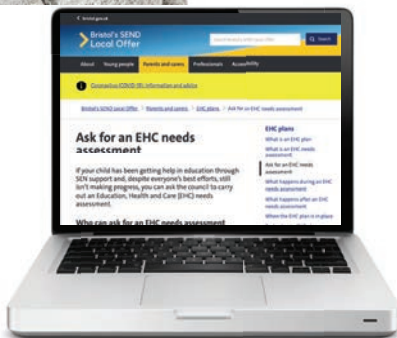 bristol.gov.uk
Bristol's SEND
Local Offer
Search
About Young people Parents and carers Professionals Accessibility
Coronavirus (COVID-19): Information and advice
Bristol's SEND Local Offer Parents and carers EHC plans Ask for an EHC needs assessment
Ask for an EHC needs
assessment
If your child has been getting help in education through
SEN support and, despite everyone's best efforts, still
isn't making progress, you can ask the council to carry
out an Education, Health and Care (EHC) needs
assessment.
Who can ask for an EHC needs assessment
EHC plans
What is an EHC plan
What is an EHC needs
assessment
Ask for an EHC needs
assessment
What happens during an EHC
needs assessment
What happens after an EHC
needs assessment
When the EHC plan is in place